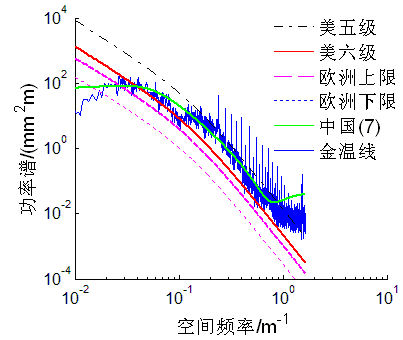 10^4
10^2
10^0
10^-2
10^-4
功率谱/(mm^2m)
美五级
美六级
欧洲上限
欧洲下限
中国(7)
金温线
10^-2
10^-1
10^0
10^1
空间频率/m^-1